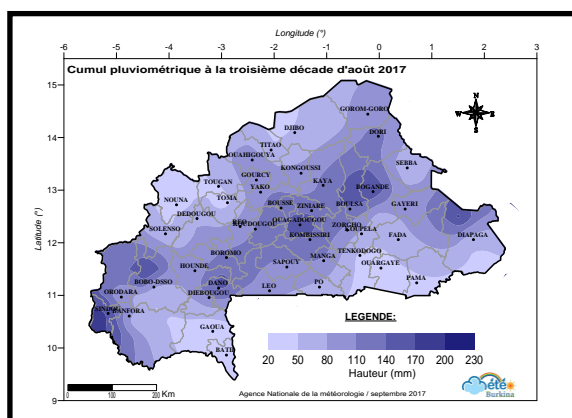 Longitude (°)
-6 -5 -4 -3 -2 -1 0 1 2 3
Cumul pluviométrique à la troisième décade d'août 2017
15
14
13
12
11
10
9
Latitude (°)
N
W E
S
GOROM-GORO
DJIBO
DORI
TITAO
OUAHIGOUYA
SEBBA
KONGOUSSI
GOURCY
TOUGAN
YAKO
KAYA
BOGANDE
NOUNA
TOMA
BOUSSE
ZINIARE
BOULSA
GAYERI
DEDOUGOU
OUAGADOUGOU
ZORGHO
KOUPELA
SOLENSO
KOMBISSIRI
FADA
DIAPAGA
BOROMO
TENKODOGO
HOUNDE
SAPOUY
MANGA
OUARGAYE
BOBO-DSSO
DANO
PAMA
ORODARA
DIEBOUGOU
LEO
PO
BANFORA
GAOUA
BATIE
LEGENDE:
20 50 80 110 140 170 200 230
Hauteur (mm)
0 100 200 Km
Agence Nationale de la météorologie / septembre 2017
météo
Burkina